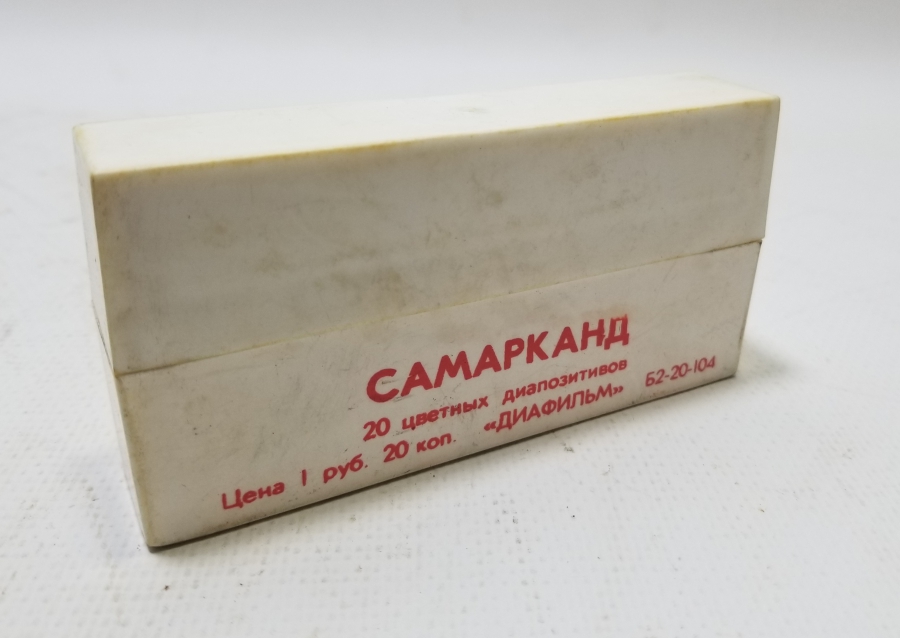 САМАРКАНД
20 цветных диапозитивов
«ДИАФИЛЬМ» Б2-20-104
Цена 1 руб. 20 коп.